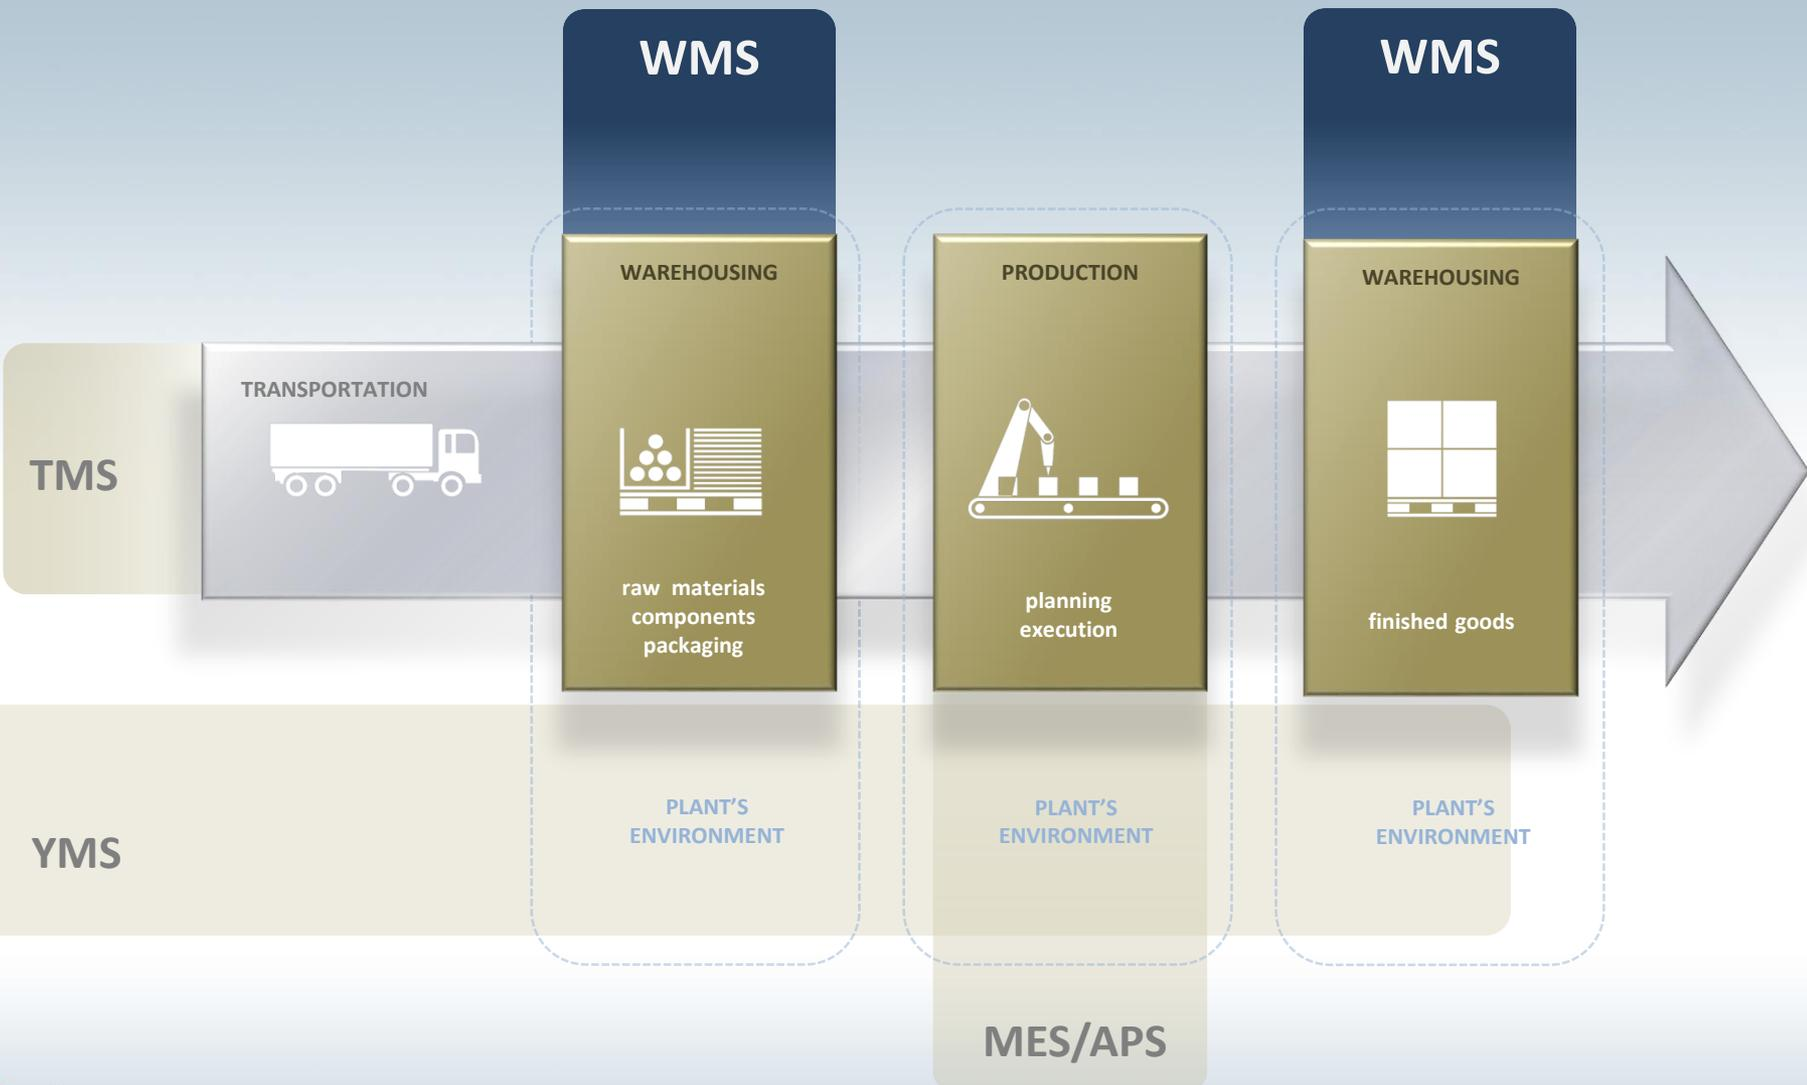 WMS
WMS
WAREHOUSING
PRODUCTION
WAREHOUSING
TRANSPORTATION
TMS
raw materials
components
packaging
planning
execution
finished goods
PLANT’S
ENVIRONMENT
PLANT’S
ENVIRONMENT
PLANT’S
ENVIRONMENT
YMS
MES/APS